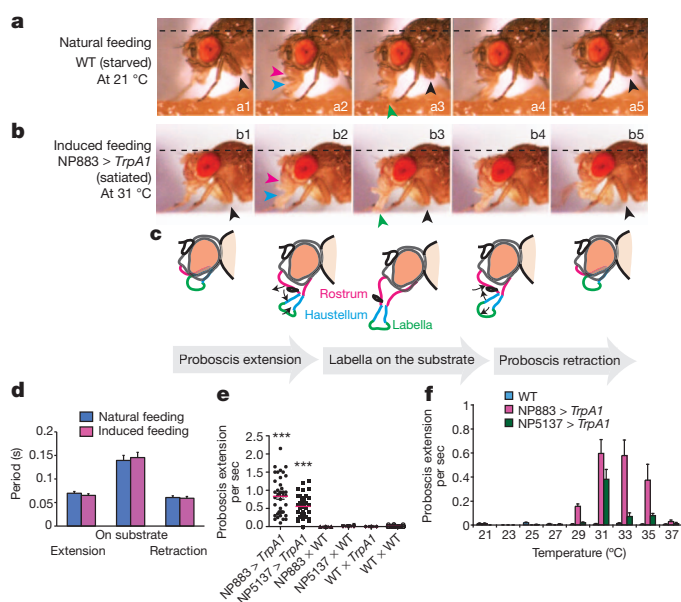 a
Natural feeding
WT (starved)
At 21 °C
a1 a2 a3 a4 a5
b
Induced feeding
NP883 > TrpA1
(satiated)
At 31 °C
b1 b2 b3 b4 b5
c
Rostrum
Haustellum
Labella
Proboscis extension
Labella on the substrate
Proboscis retraction
d
Natural feeding
Induced feeding
Period (s)
0.2
0.15
0.1
0.05
0
Extension
On substrate
Retraction
e
Proboscis extension
per sec
2.5
2.0
1.5
1.0
0.5
0.0
***
***
NP883 > TrpA1
NP5137 > TrpA1
NP883 × WT
NP5137 × WT
WT × TrpA1
WT × WT
f
WT
NP883 > TrpA1
NP5137 > TrpA1
Proboscis extension
per sec
1
0.8
0.6
0.4
0.2
0
21 23 25 27 29 31 33 35 37
Temperature (ºC)